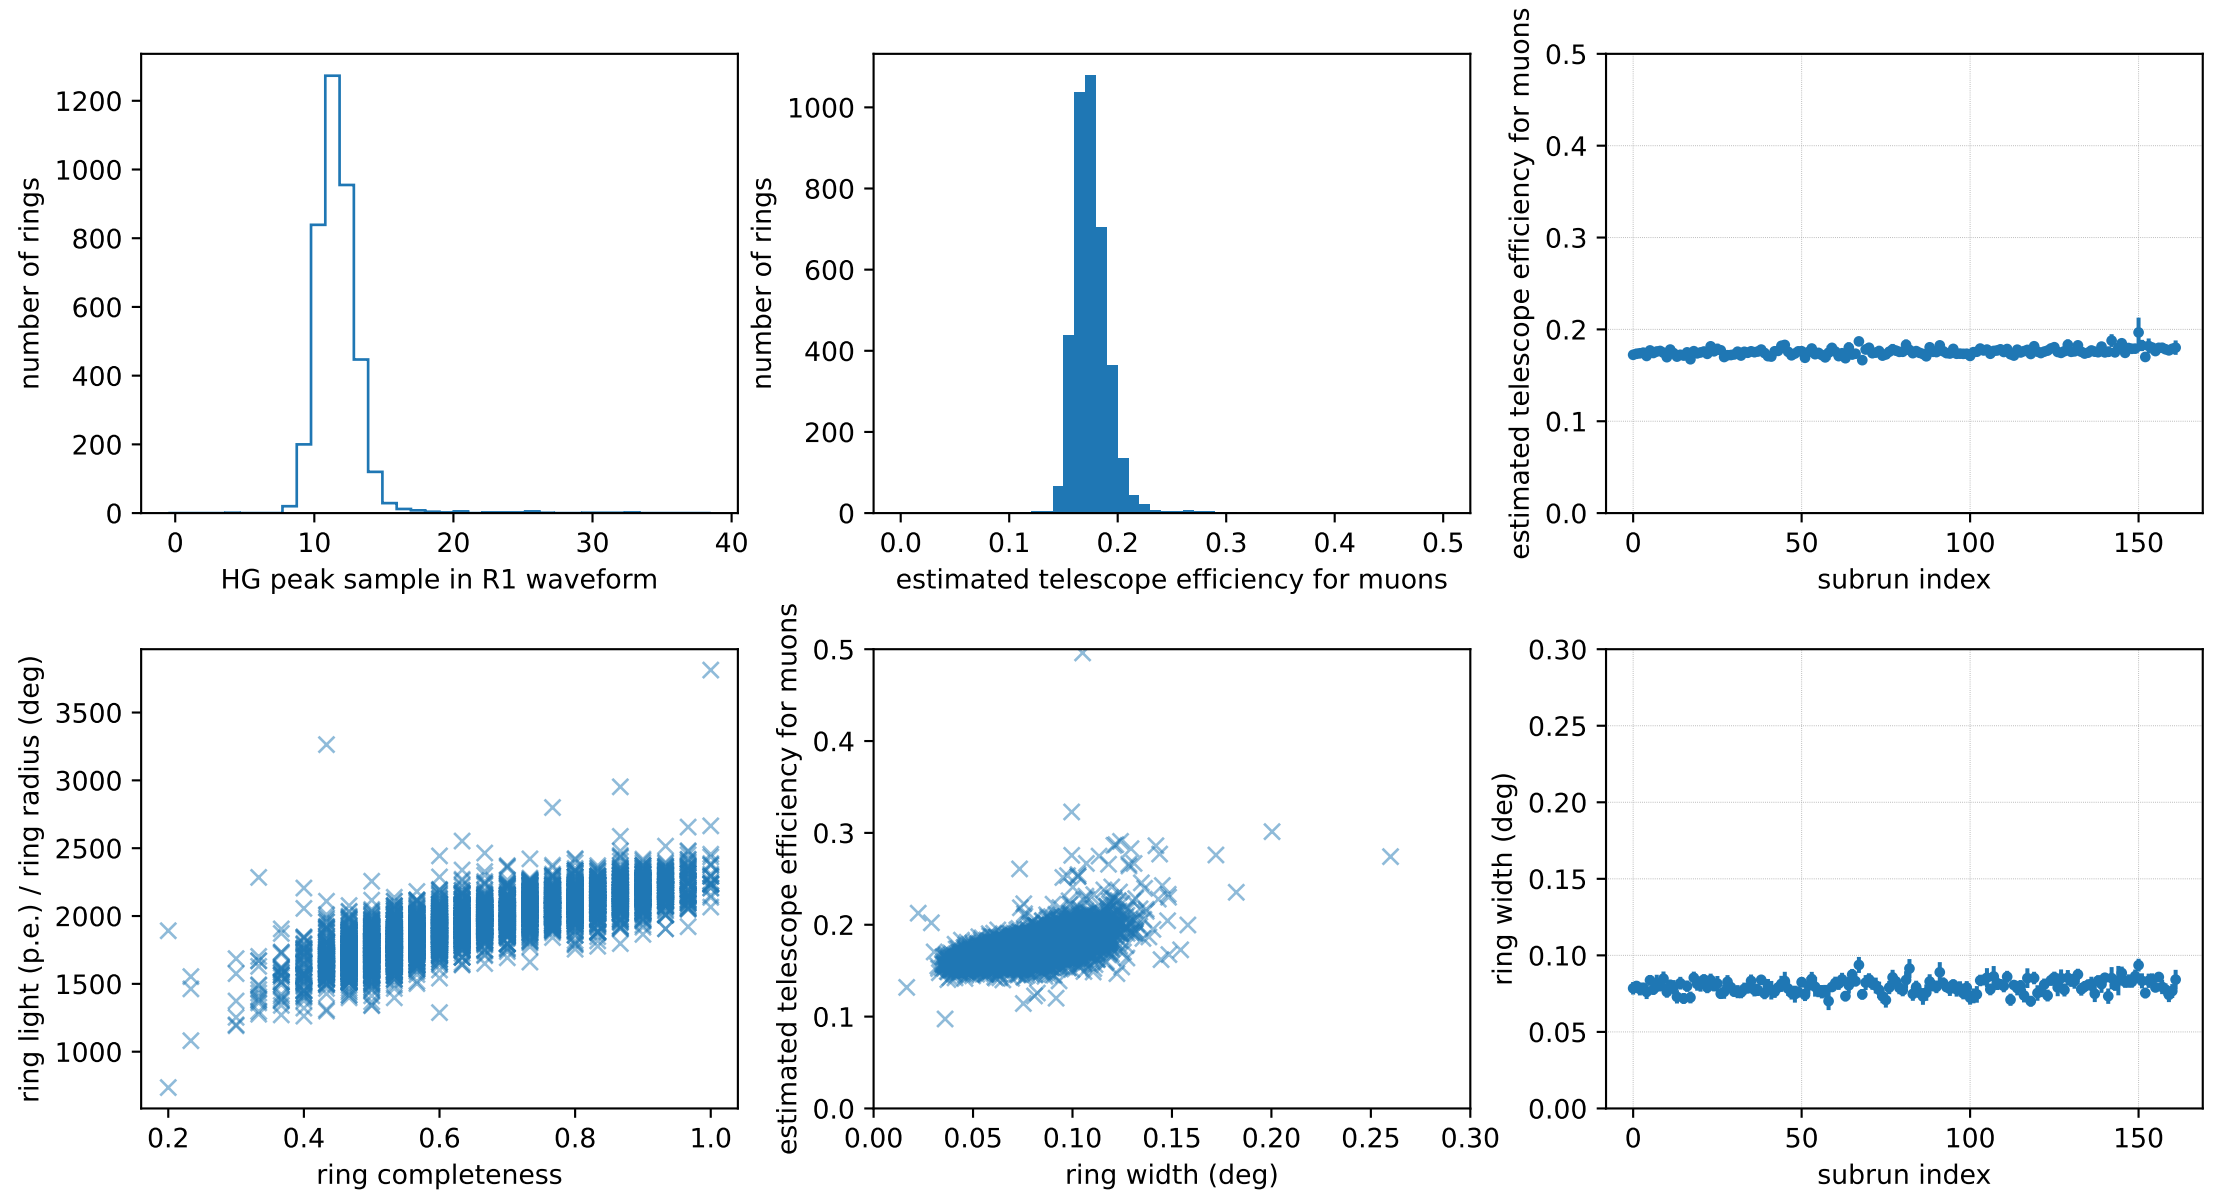 1200
1000
800
600
400
200
0
number of rings
0 10 20 30 40
HG peak sample in R1 waveform
1000
800
600
400
200
0
number of rings
0.0 0.1 0.2 0.3 0.4 0.5
estimated telescope efficiency for muons
0.5
0.4
0.3
0.2
0.1
0.0
estimated telescope efficiency for muons
0 50 100 150
subrun index
3500
3000
2500
2000
1500
1000
ring light (p.e.) / ring radius (deg)
0.2 0.4 0.6 0.8 1.0
ring completeness
0.5
0.4
0.3
0.2
0.1
0.0
estimated telescope efficiency for muons
0.00 0.05 0.10 0.15 0.20 0.25 0.30
ring width (deg)
0.30
0.25
0.20
0.15
0.10
0.05
0.00
ring width (deg)
0 50 100 150
subrun index